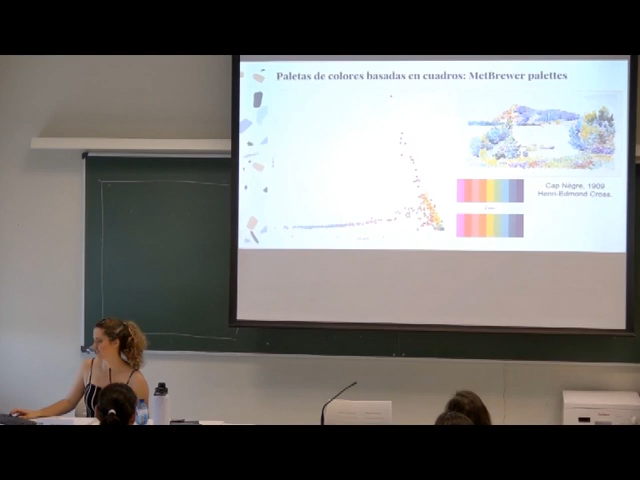 Paletas de colores basadas en cuadros: MetBrewer palettes
Cap Nègre, 1909
Henri-Edmond Cross.